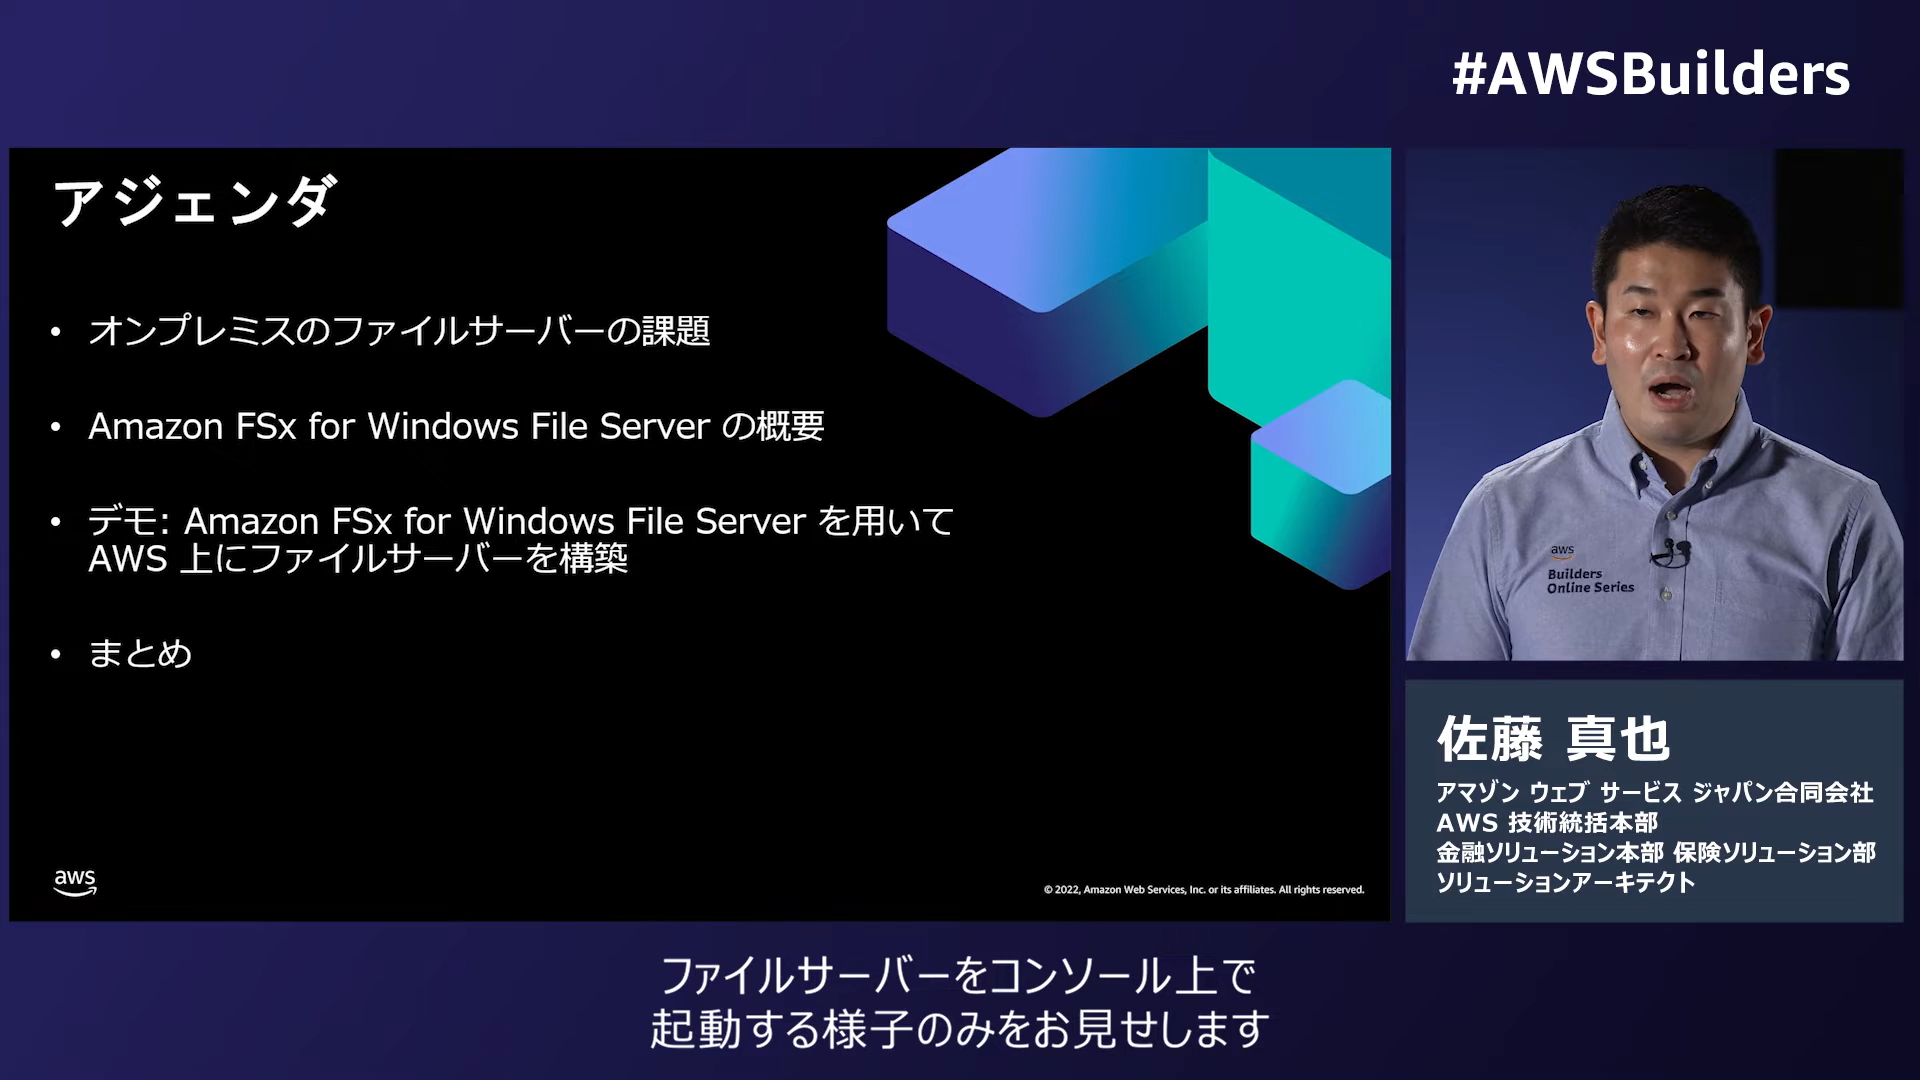 #AWSBuilders
アジェンダ
• オンプレミスのファイルサーバーの課題
• Amazon FSx for Windows File Server の概要
• デモ: Amazon FSx for Windows File Server を用いて
AWS 上にファイルサーバーを構築
• まとめ
aws
© 2022, Amazon Web Services, Inc. or its affiliates. All rights reserved.
aws
Builders
Online Series
佐藤 真也
アマゾン ウェブ サービス ジャパン合同会社
AWS 技術統括本部
金融ソリューション本部 保険ソリューション部
ソリューションアーキテクト
ファイルサーバーをコンソール上で
起動する様子のみをお見せします